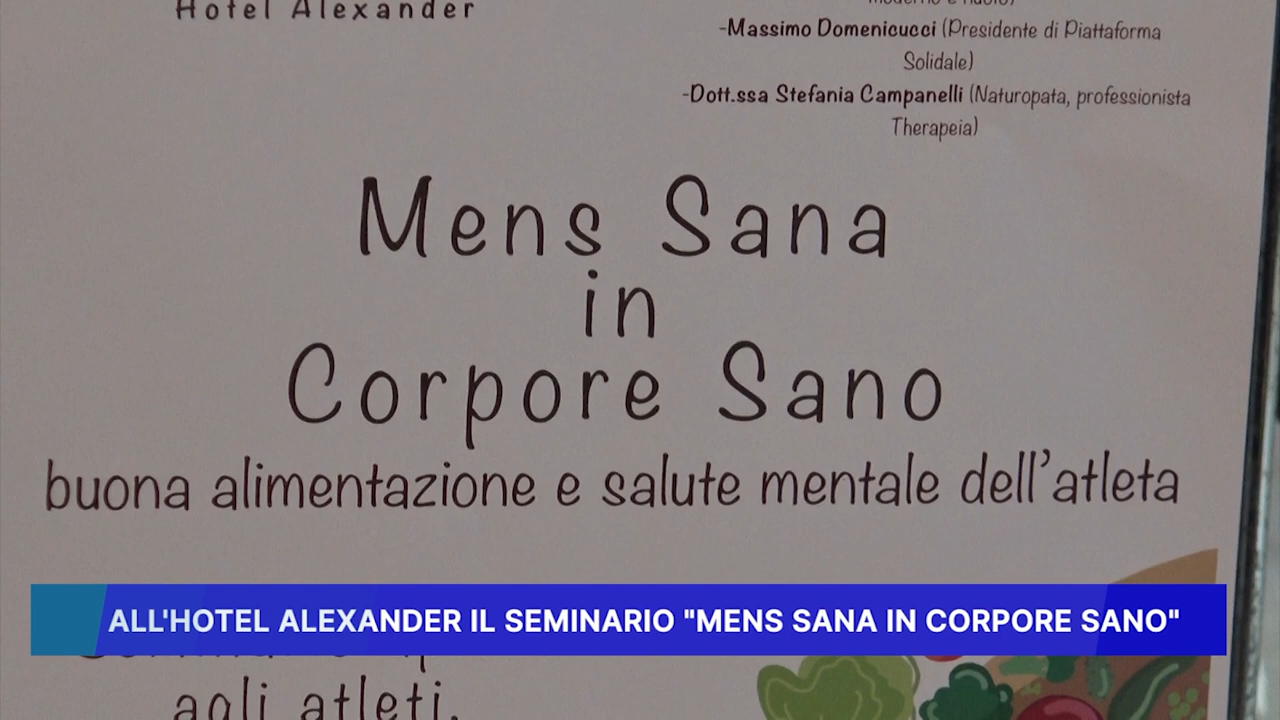 Hotel Alexander
moderno e nuoto)
-Massimo Domenicucci (Presidente di Piattaforma
Solidale)
-Dott.ssa Stefania Campanelli (Naturopata, professionista
Therapeia)
Mens Sana
in
Corpore Sano
buona alimentazione e salute mentale dell'atleta
ALL'HOTEL ALEXANDER IL SEMINARIO "MENS SANA IN CORPORE SANO"
agli atleti.